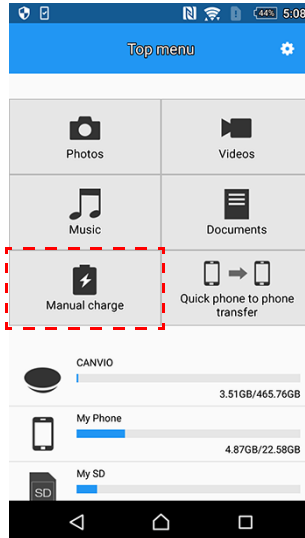 44% 5:08
Top menu
Photos
Videos
Music
Documents
Manual charge
Quick phone to phone
transfer
CANVIO
3.51GB/465.76GB
My Phone
4.87GB/22.58GB
My SD
SD